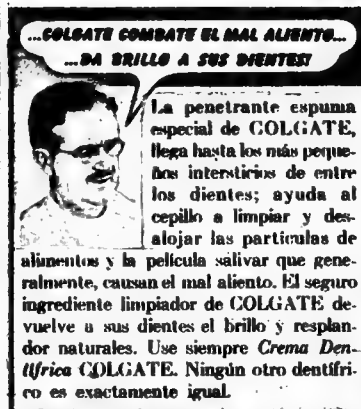 ...COLGATE COMBATE EL MAL ALIENTO...
...DA BRILLO A SUS DIENTES!
La penetrante espuma
especial de COLGATE,
llega hasta los más peque-
ños intersticios de entre
los dientes; ayuda al
cepillo a limpiar y des-
alojar las partículas de
alimentos y la película salivar que gene-
ralmente, causan el mal aliento. El seguro
ingrediente limpiador de COLGATE de-
vuelve a sus dientes el brillo y resplan-
dor naturales. Use siempre Crema Den-
tífrica COLGATE. Ningún otro dentífri-
co es exactamente igual.